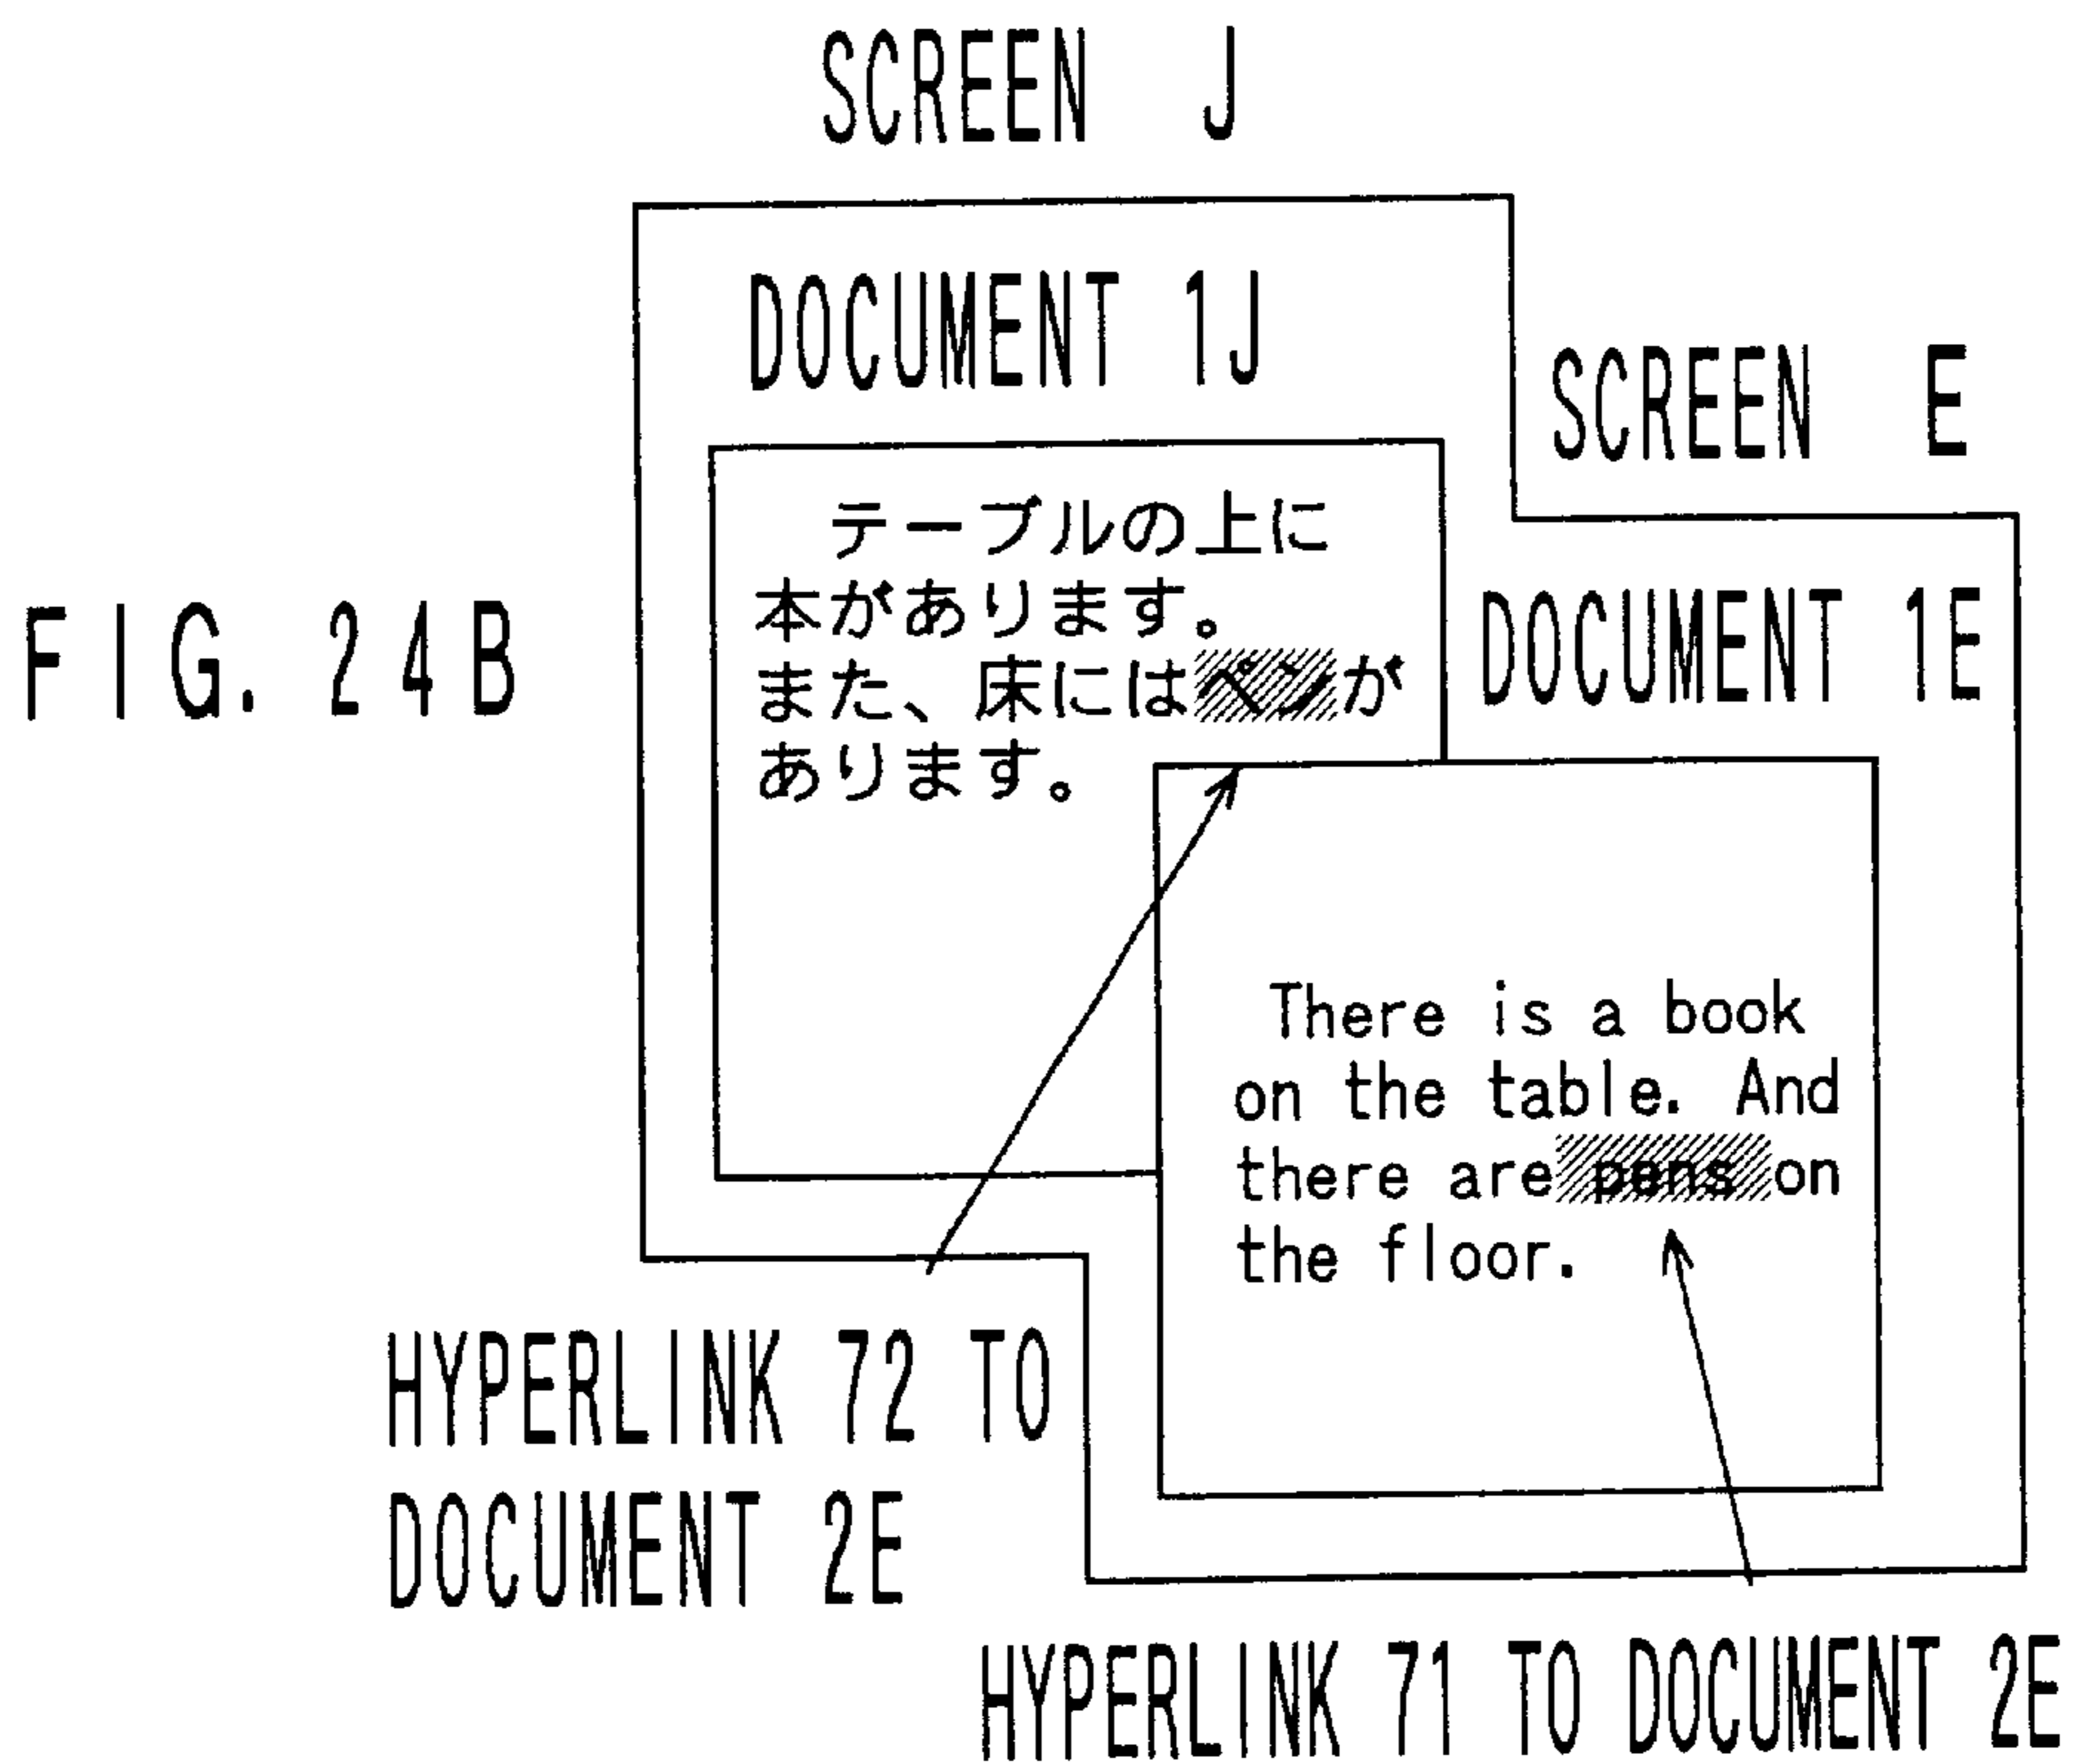 SCREEN J
DOCUMENT 1J
SCREEN E
テーブルの上に
本があります。
また、床にはペンが
あります。
DOCUMENT 1E
FIG. 24B
There is a book
on the table. And
there are pens on
the floor.
HYPERLINK 72 TO
DOCUMENT 2E
HYPERLINK 71 TO DOCUMENT 2E